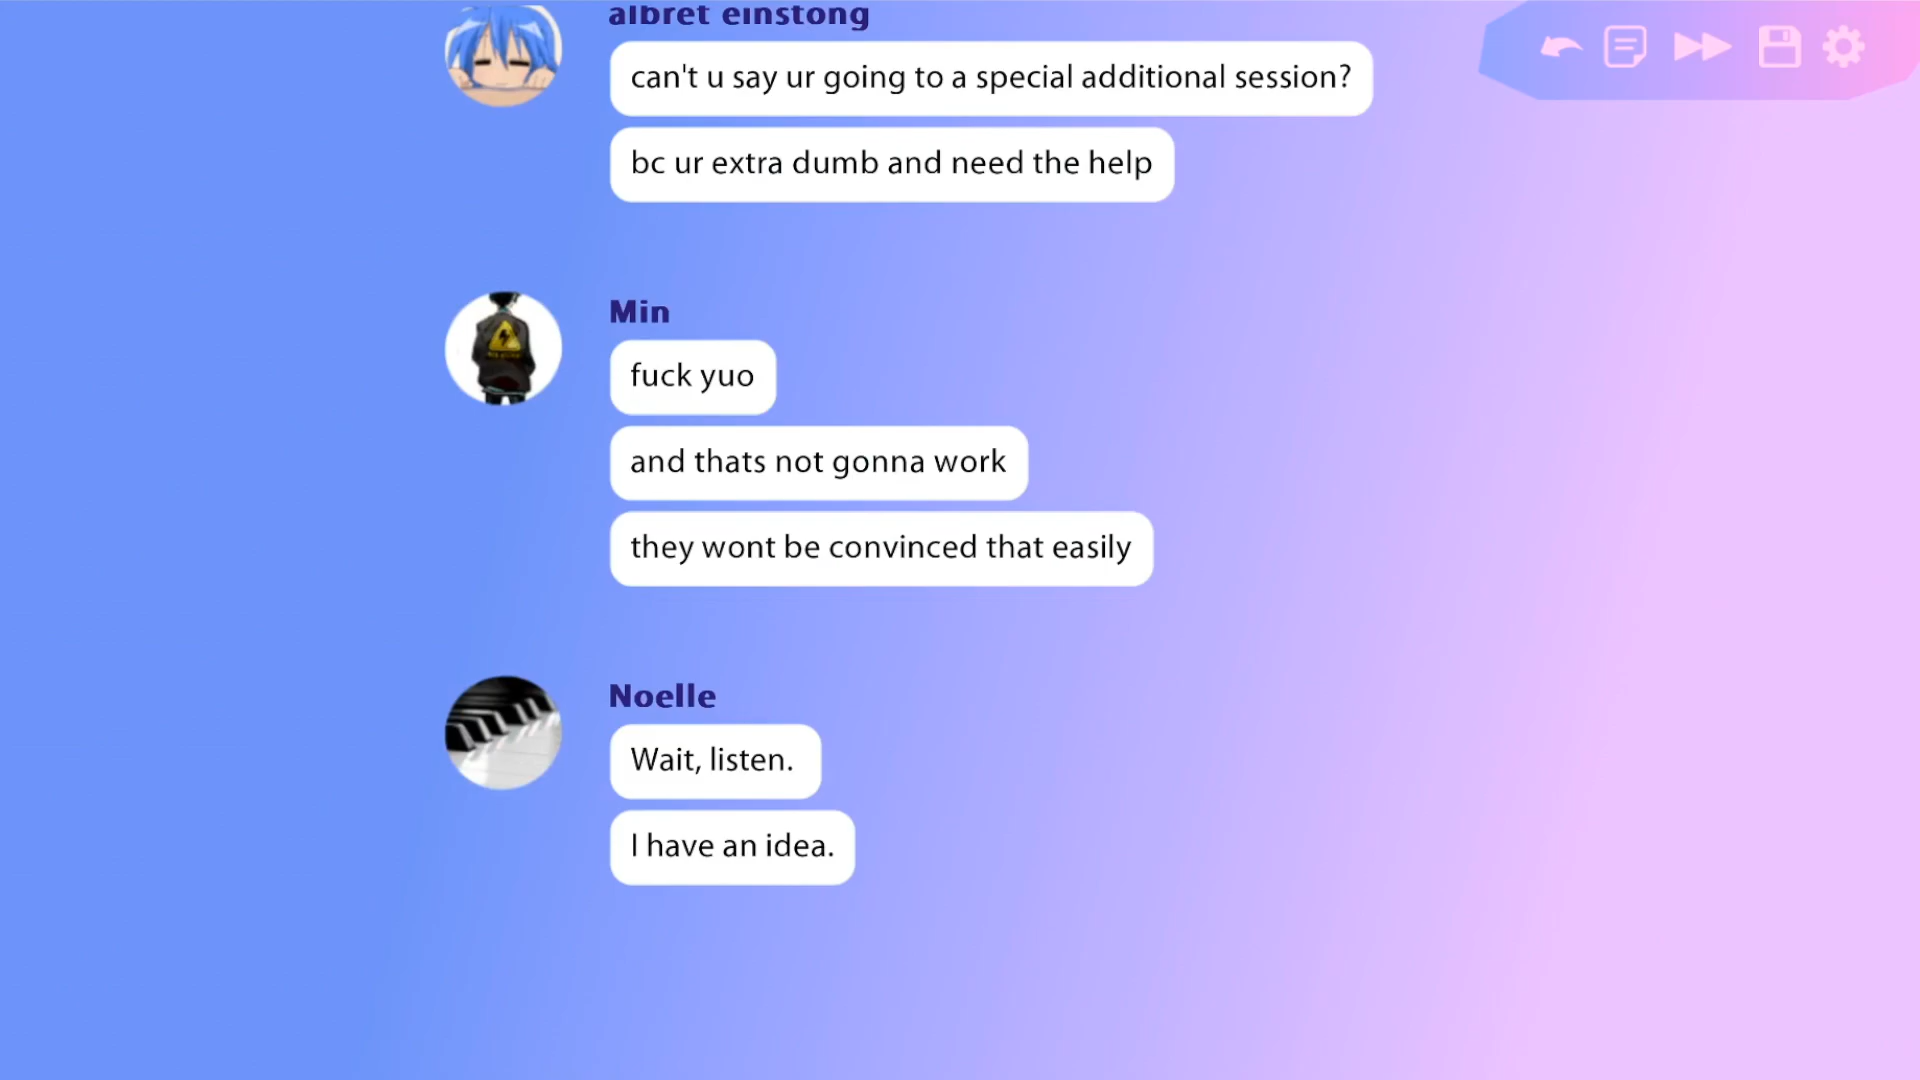 albret einstong
can't u say ur going to a special additional session?
bc ur extra dumb and need the help
Min
fuck yuo
and thats not gonna work
they wont be convinced that easily
Noelle
Wait, listen.
I have an idea.